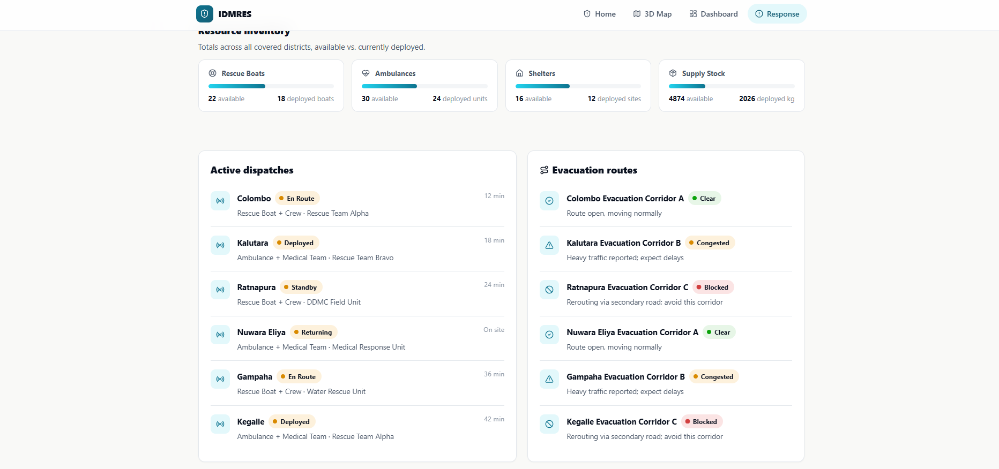 IDMRES
Home
3D Map
Dashboard
Response
Resource Inventory
Totals across all covered districts, available vs. currently deployed.
Rescue Boats
22 available
18 deployed boats
Ambulances
30 available
24 deployed units
Shelters
16 available
12 deployed sites
Supply Stock
4874 available
2026 deployed kg
Active dispatches
Colombo
En Route
12 min
Rescue Boat + Crew · Rescue Team Alpha
Kalutara
Deployed
18 min
Ambulance + Medical Team · Rescue Team Bravo
Ratnapura
Standby
24 min
Rescue Boat + Crew · DDMC Field Unit
Nuwara Eliya
Returning
On site
Ambulance + Medical Team · Medical Response Unit
Gampaha
En Route
36 min
Rescue Boat + Crew · Water Rescue Unit
Kegalle
Deployed
42 min
Ambulance + Medical Team · Rescue Team Alpha
Evacuation routes
Colombo Evacuation Corridor A
Clear
Route open, moving normally
Kalutara Evacuation Corridor B
Congested
Heavy traffic reported; expect delays
Ratnapura Evacuation Corridor C
Blocked
Rerouting via secondary road; avoid this corridor
Nuwara Eliya Evacuation Corridor A
Clear
Route open, moving normally
Gampaha Evacuation Corridor B
Congested
Heavy traffic reported; expect delays
Kegalle Evacuation Corridor C
Blocked
Rerouting via secondary road; avoid this corridor